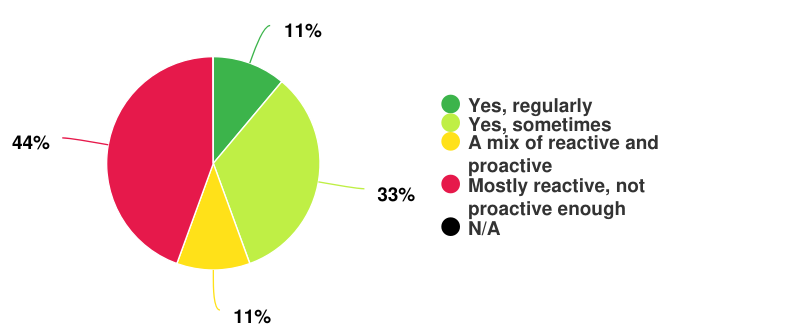 11%
44%
33%
11%
Yes, regularly
Yes, sometimes
A mix of reactive and
proactive
Mostly reactive, not
proactive enough
N/A